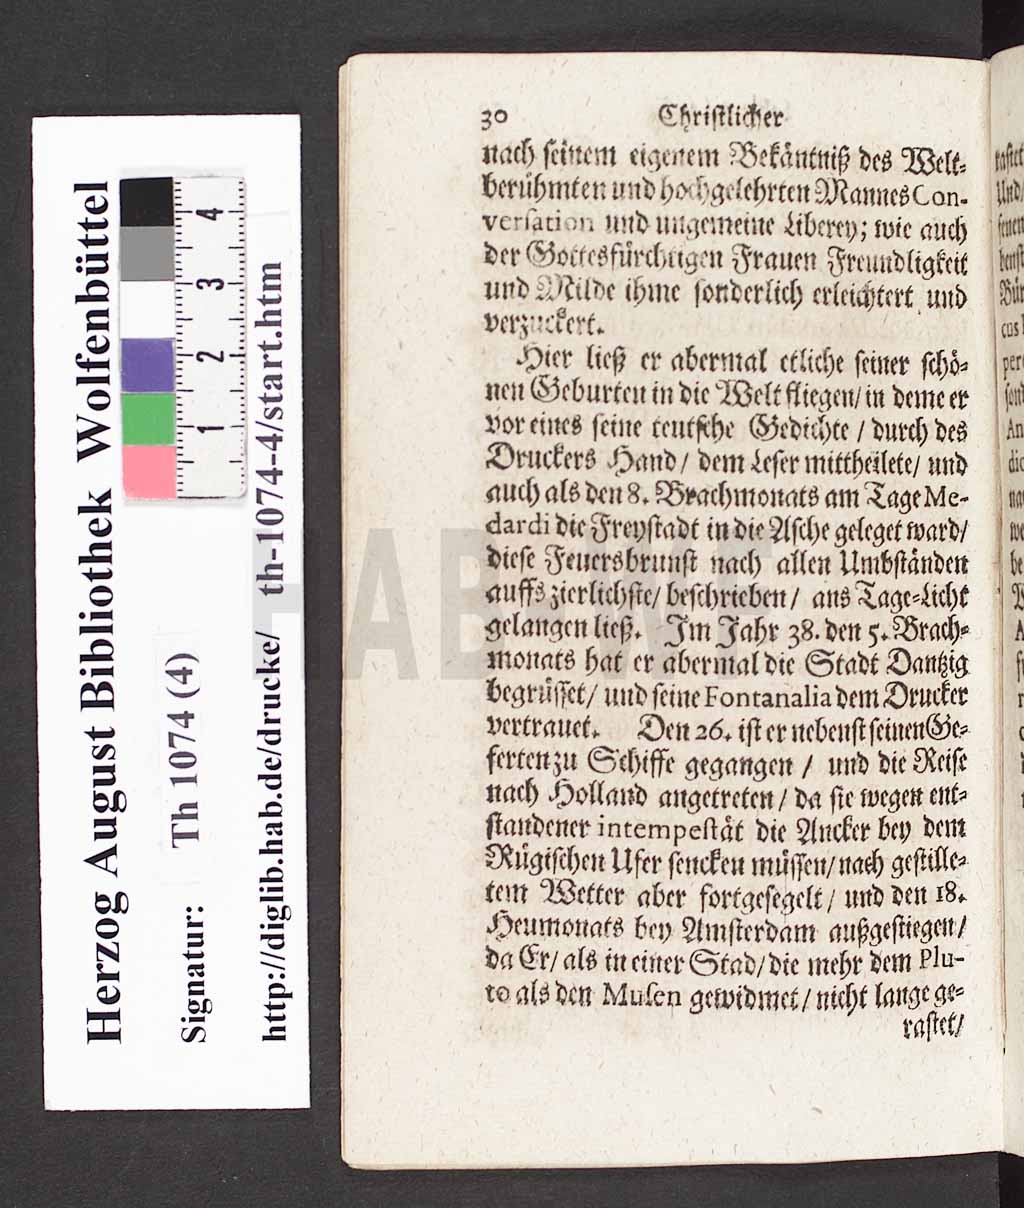 Herzog August Bibliothek Wolfenbüttel
Signatur: Th 1074 (4)
http://diglib.hab.de/drucke/ th-1074-4/start.htm
1 2 3 4
HAB
30 Christlicher
nach ſeinem eigenem Bekäntniß des Welt⸗
berühmten und hochgelehrten Mannes Con-
verſation und ungemeine Liberey; wie auch
der Gottesfürchtigen Frauen Freundligkeit
und Milde ihme ſonderlich erleichtert und
verzuckert.
Hier ließ er abermal etliche ſeiner ſchö⸗
nen Geburten in die Welt fliegen/ in deme er
vor eines ſeine teutſche Gedichte / durch des
Druckers Hand/ dem Leſer mittheilete/ und
auch als den 8. Brachmonats am Tage Me-
dardi die Freyſtadt in die Aſche geleget ward/
dieſe Feuersbrunſt nach allen Umbſtänden
auffs zierlichſte/ beſchrieben/ ans Tage⸗Licht
gelangen ließ. Im Jahr 38. den 5. Brach⸗
monats hat er abermal die Stadt Dantzig
begrüſſet/ und ſeine Fontanalia dem Drucker
vertrauet. Den 26. iſt er nebenſt ſeinen Ge⸗
ferten zu Schiffe gegangen / und die Reiſe
nach Holland angetreten/ da ſie wegen ent⸗
ſtandener intempeſtät die Ancker bey dem
Rügiſchen Ufer ſencken müſſen/ nach geſtille⸗
tem Wetter aber fortgeſegelt/ und den 18.
Heumonats bey Amſterdam außgeſtiegen/
da Er/ als in einer Stad/ die mehr dem Plu-
to als den Muſen gewidmet/ nicht lange ge⸗
raſtet/